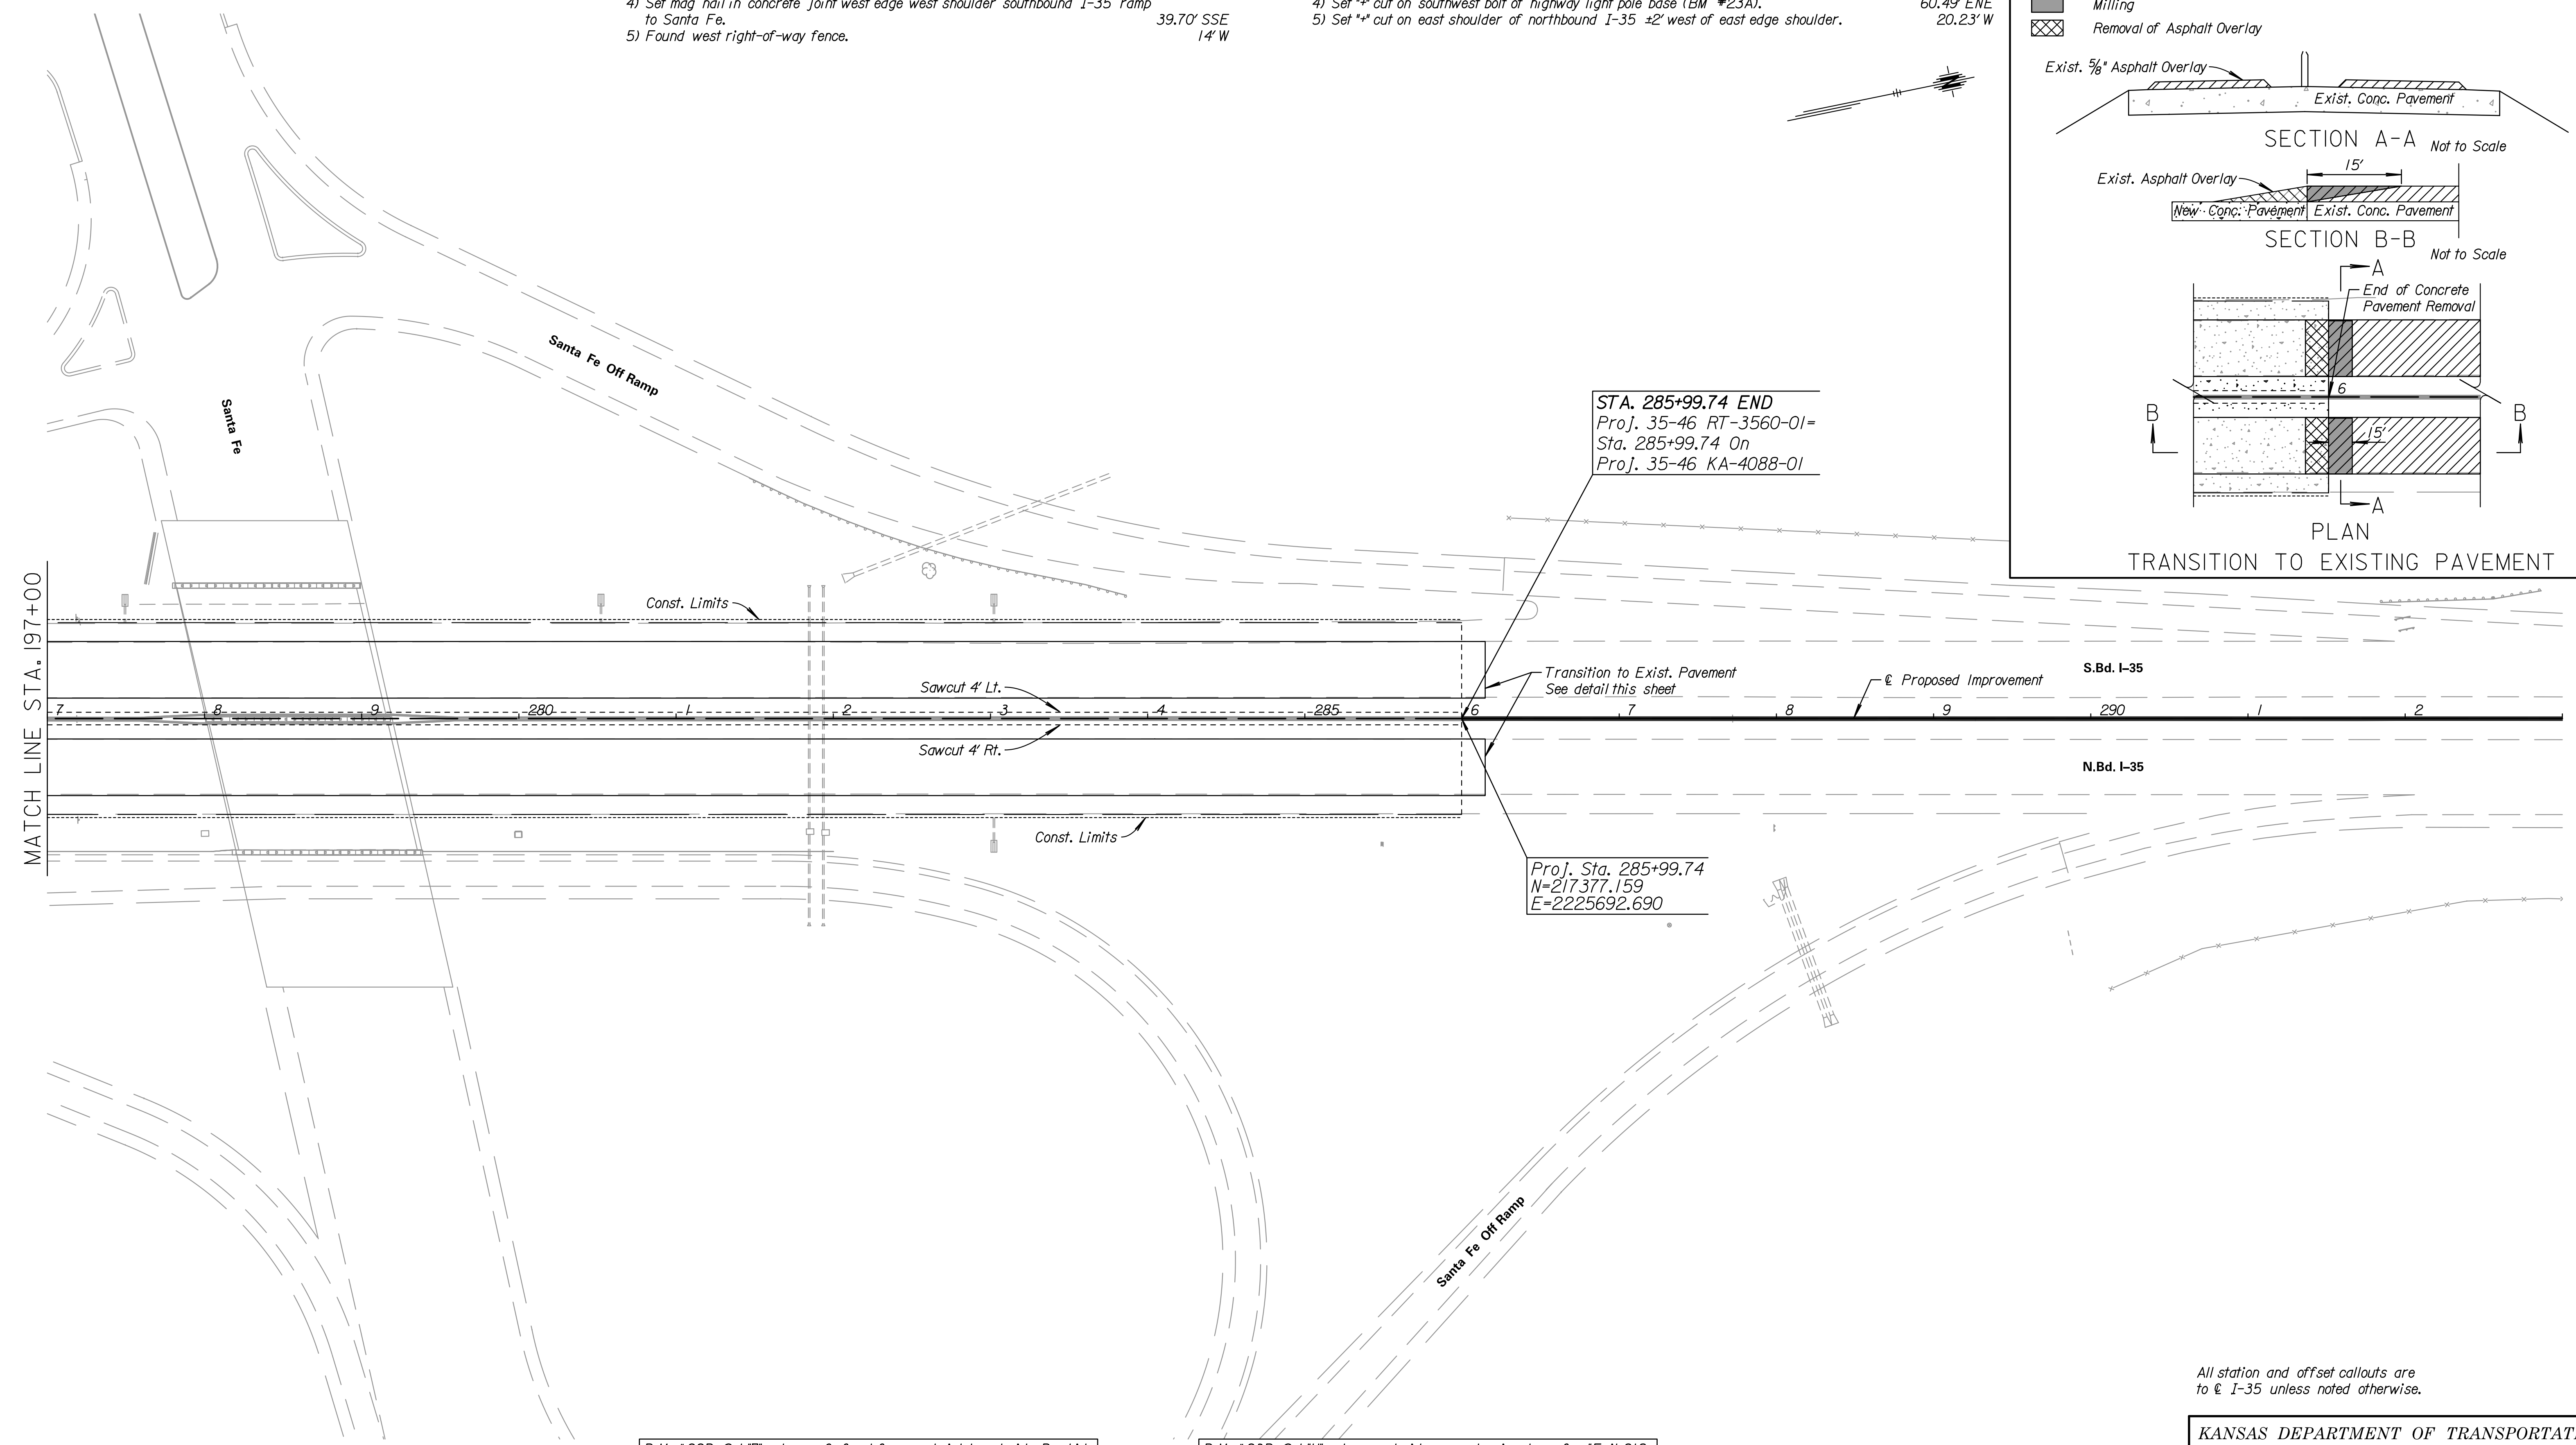 4) Set mag nail in concrete joint west edge west shoulder southbound I-35 ramp
to Santa Fe. 39.70' SSE
5) Found west right-of-way fence. 14' W
4) Set "+" cut on southwest bolt of highway light pole base (BM #23A). 60.49' ENE
5) Set "+" cut on east shoulder of northbound I-35 ±2' west of east edge shoulder. 20.23' W
Milling
Removal of Asphalt Overlay
Exist. 5/8" Asphalt Overlay
Exist. Conc. Pavement
SECTION A-A
Not to Scale
15'
Exist. Asphalt Overlay
New Conc. Pavement
Exist. Conc. Pavement
SECTION B-B
Not to Scale
A
End of Concrete
Pavement Removal
6
B
B
15'
A
PLAN
TRANSITION TO EXISTING PAVEMENT
Santa Fe Off Ramp
Santa Fe
STA. 285+99.74 END
Proj. 35-46 RT-3560-01=
Sta. 285+99.74 On
Proj. 35-46 KA-4088-01
MATCH LINE STA. 197+00
Const. Limits
Sawcut 4' Lt.
Transition to Exist. Pavement
See detail this sheet
℄ Proposed Improvement
S.Bd. I-35
7 8 9 280 1 2 3 4 285 6 7 8 9 290 1 2
Sawcut 4' Rt.
N.Bd. I-35
Const. Limits
Proj. Sta. 285+99.74
N=217377.159
E=2225692.690
Santa Fe Off Ramp
All station and offset callouts are
to ℄ I-35 unless noted otherwise.
KANSAS DEPARTMENT OF TRANSPORTAT